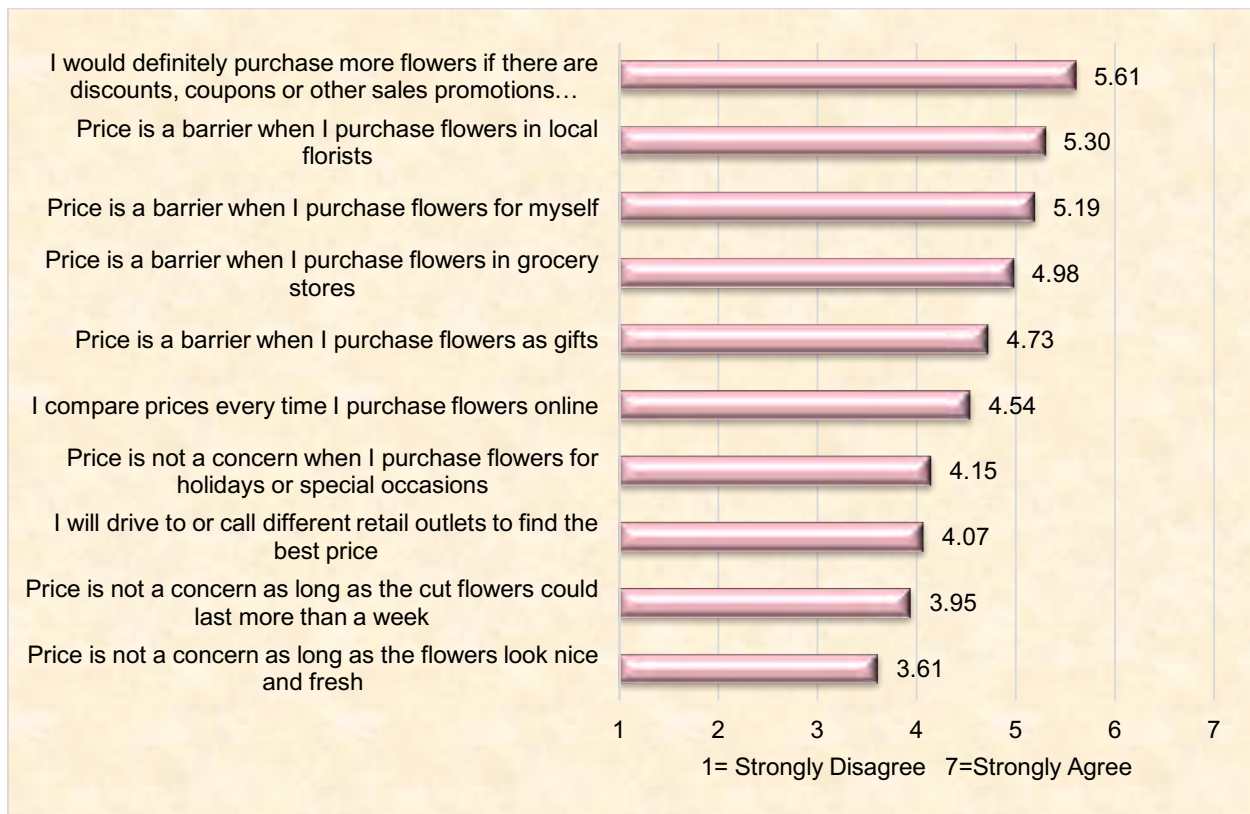 I would definitely purchase more flowers if there are
discounts, coupons or other sales promotions…
5.61
Price is a barrier when I purchase flowers in local
florists
5.30
Price is a barrier when I purchase flowers for myself
5.19
Price is a barrier when I purchase flowers in grocery
stores
4.98
Price is a barrier when I purchase flowers as gifts
4.73
I compare prices every time I purchase flowers online
4.54
Price is not a concern when I purchase flowers for
holidays or special occasions
4.15
I will drive to or call different retail outlets to find the
best price
4.07
Price is not a concern as long as the cut flowers could
last more than a week
3.95
Price is not a concern as long as the flowers look nice
and fresh
3.61
1 2 3 4 5 6 7
1= Strongly Disagree 7=Strongly Agree